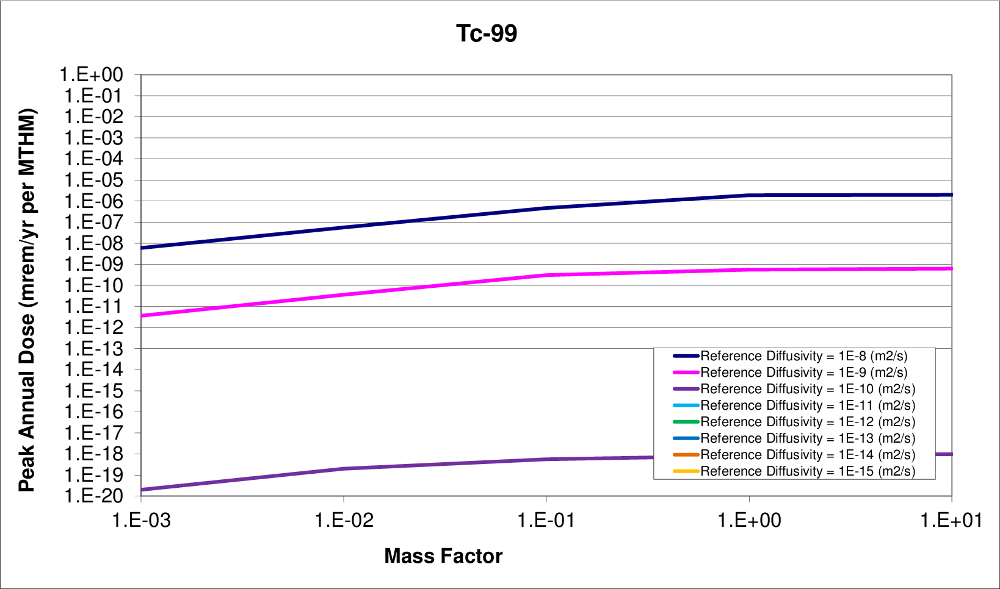 Tc-99
Peak Annual Dose (mrem/yr per MTHM)
1.E+00
1.E-01
1.E-02
1.E-03
1.E-04
1.E-05
1.E-06
1.E-07
1.E-08
1.E-09
1.E-10
1.E-11
1.E-12
1.E-13
1.E-14
1.E-15
1.E-16
1.E-17
1.E-18
1.E-19
1.E-20
Reference Diffusivity = 1E-8 (m2/s)
Reference Diffusivity = 1E-9 (m2/s)
Reference Diffusivity = 1E-10 (m2/s)
Reference Diffusivity = 1E-11 (m2/s)
Reference Diffusivity = 1E-12 (m2/s)
Reference Diffusivity = 1E-13 (m2/s)
Reference Diffusivity = 1E-14 (m2/s)
Reference Diffusivity = 1E-15 (m2/s)
1.E-03 1.E-02 1.E-01 1.E+00 1.E+01
Mass Factor